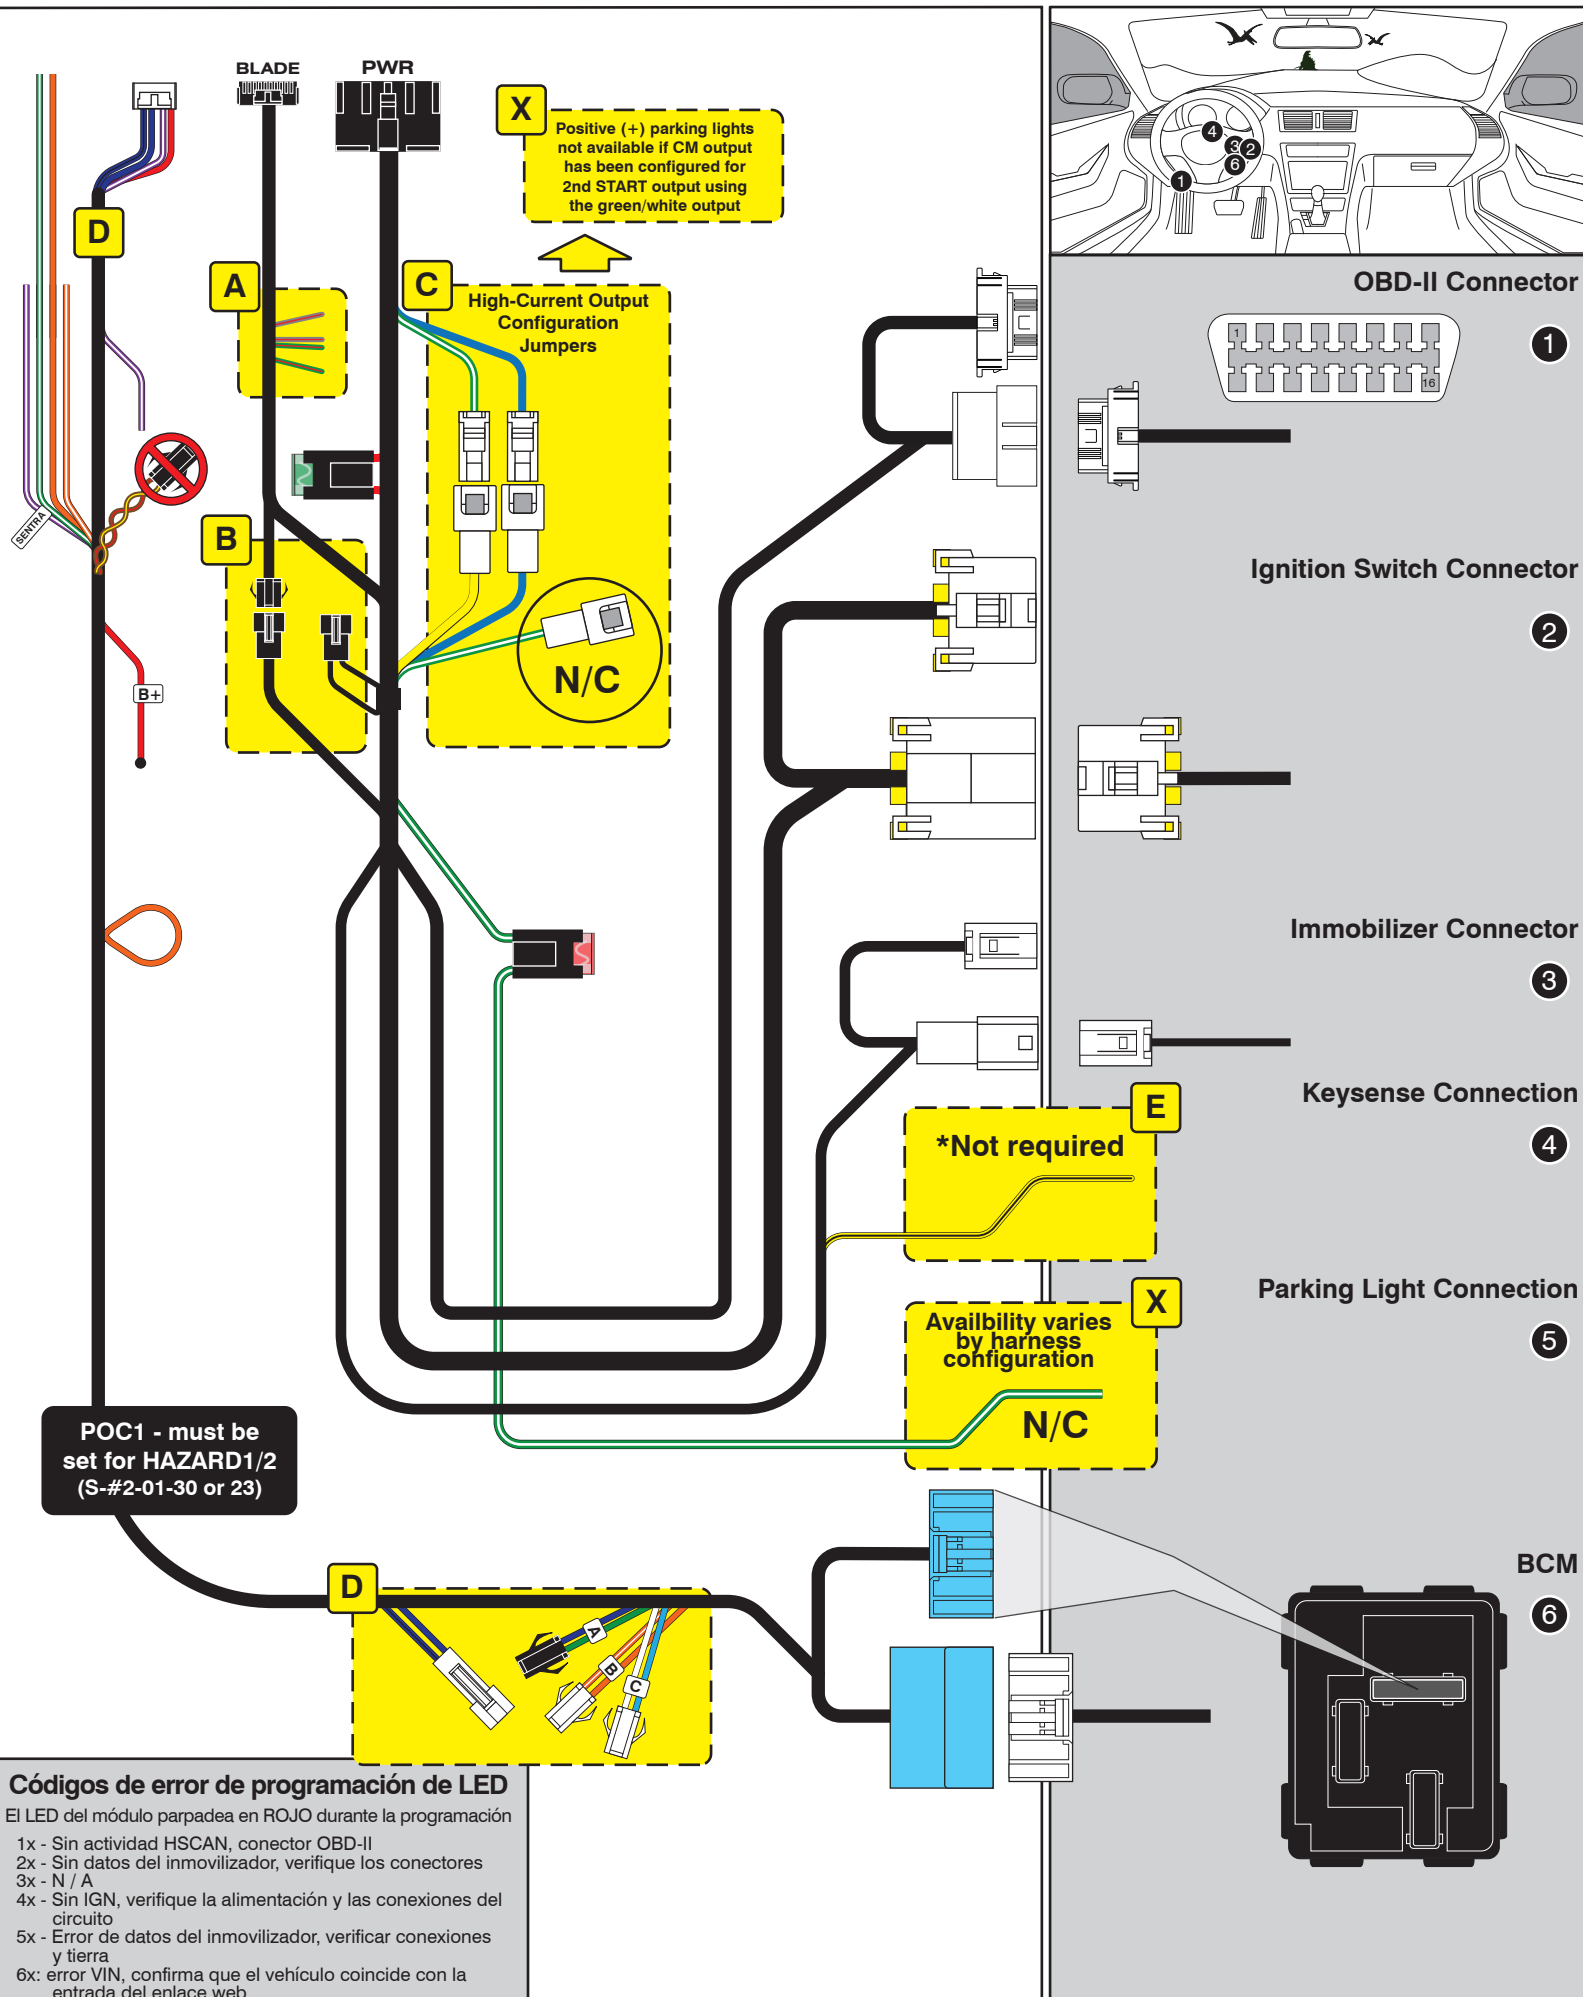 BLADE
PWR
X
Positive (+) parking lights
not available if CM output
has been configured for
2nd START output using
the green/white output
4
3
2
6
1
D
A
C
High-Current Output
Configuration
Jumpers
OBD-II Connector
1
1
16
SENTRA
B
Ignition Switch Connector
2
N/C
B+
Immobilizer Connector
3
Keysense Connection
4
E
*Not required
Parking Light Connection
5
X
Availbility varies
by harness
configuration
N/C
POC1 - must be
set for HAZARD1/2
(S-#2-01-30 or 23)
BCM
6
D
A
B
C
Códigos de error de programación de LED
El LED del módulo parpadea en ROJO durante la programación
1x - Sin actividad HSCAN, conector OBD-II
2x - Sin datos del inmovilizador, verifique los conectores
3x - N / A
4x - Sin IGN, verifique la alimentación y las conexiones del
circuito
5x - Error de datos del inmovilizador, verificar conexiones
y tierra
6x: error VIN, confirma que el vehículo coincide con la
entrada del enlace web